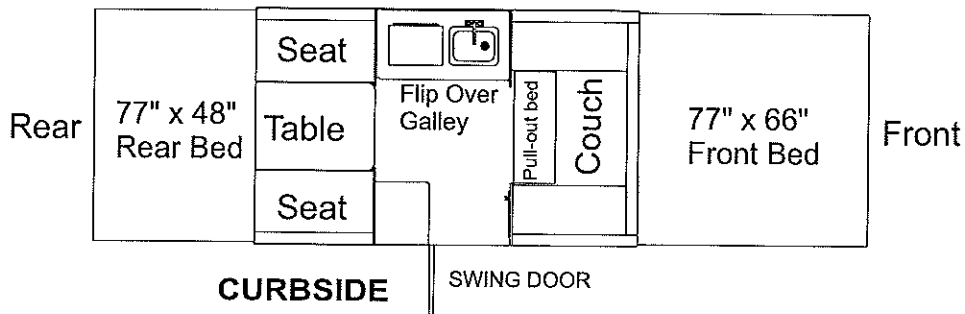 Rear
77" x 48"
Rear Bed
Seat
Table
Seat
Flip Over
Galley
Pull-out bed
Couch
77" x 66"
Front Bed
Front
CURBSIDE
SWING DOOR